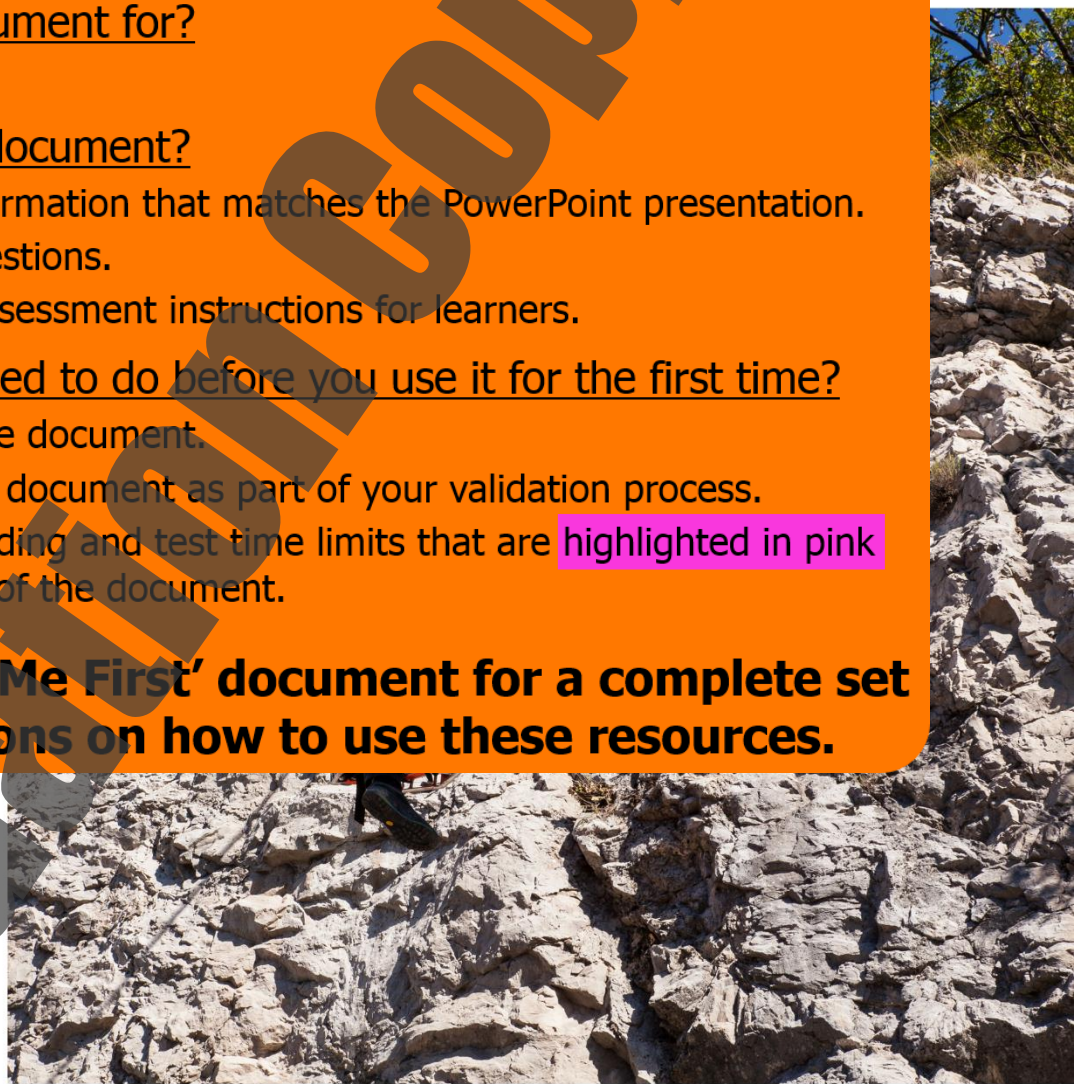 ument for?
document?
rmation that matches the PowerPoint presentation.
estions.
sessment instructions for learners.
ed to do before you use it for the first time?
e document.
document as part of your validation process.
ding and test time limits that are highlighted in pink
of the document.
Me First’ document for a complete set
ons on how to use these resources.
ation cop